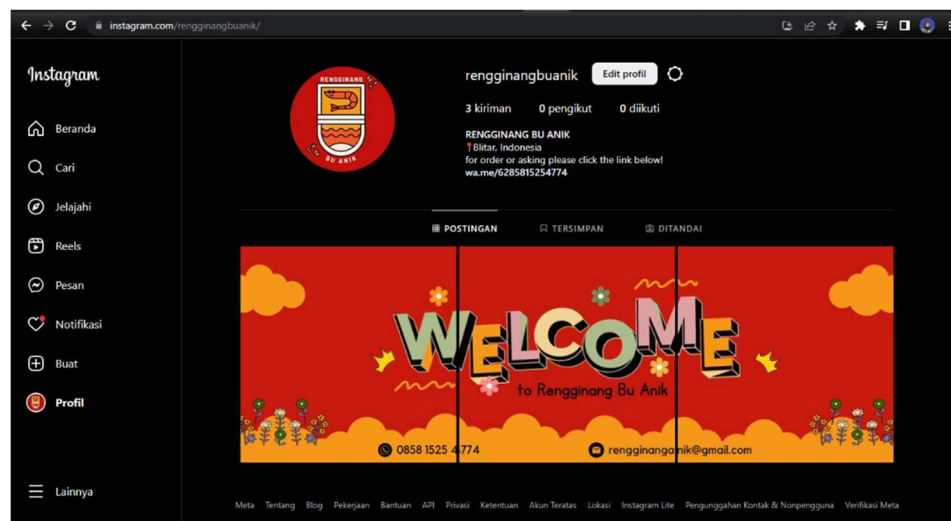 instagram.com/rengginangbuanik/
Instagram
Beranda
Cari
Jelajahi
Reels
Pesan
Notifikasi
Buat
Profil
Lainnya
RENGGINANG
BU ANIK
rengginangbuanik Edit profil
3 kiriman 0 pengikut 0 diikuti
RENGGINANG BU ANIK
Blitar, Indonesia
for order or asking please click the link below!
wa.me/6285815254774
POSTINGAN TERSIMPAN DITANDAI
WELCOME
to Rengginang Bu Anik
0858 1525 4774 rengginanganik@gmail.com
Meta Tentang Blog Pekerjaan Bantuan API Privasi Ketentuan Akun Teratas Lokasi Instagram Lite Pengunggahan Kontak & Nonpengguna Verifikasi Meta